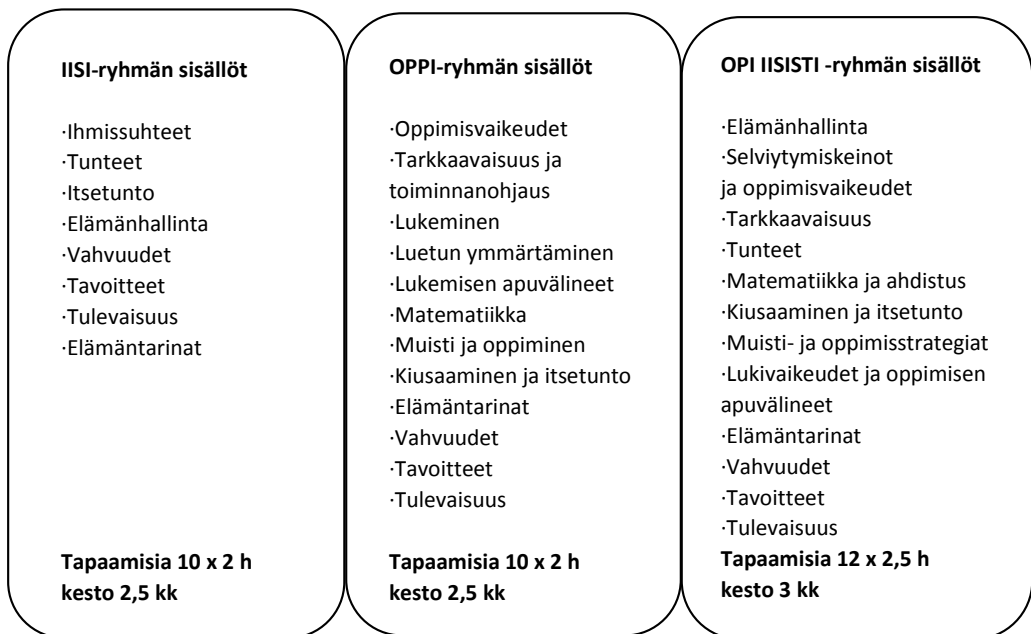 IISI-ryhmän sisällöt
·Ihmissuhteet
·Tunteet
·Itsetunto
·Elämänhallinta
·Vahvuudet
·Tavoitteet
·Tulevaisuus
·Elämäntarinat
Tapaamisia 10 x 2 h
kesto 2,5 kk
OPPI-ryhmän sisällöt
·Oppimisvaikeudet
·Tarkkaavaisuus ja
toiminnanohjaus
·Lukeminen
·Luetun ymmärtäminen
·Lukemisen apuvälineet
·Matematiikka
·Muisti ja oppiminen
·Kiusaaminen ja itsetunto
·Elämäntarinat
·Vahvuudet
·Tavoitteet
·Tulevaisuus
Tapaamisia 10 x 2 h
kesto 2,5 kk
OPI IISISTI -ryhmän sisällöt
·Elämänhallinta
·Selviytymiskeinot
ja oppimisvaikeudet
·Tarkkaavaisuus
·Tunteet
·Matematiikka ja ahdistus
·Kiusaaminen ja itsetunto
·Muisti- ja oppimisstrategiat
·Lukivaikeudet ja oppimisen
apuvälineet
·Elämäntarinat
·Vahvuudet
·Tavoitteet
·Tulevaisuus
Tapaamisia 12 x 2,5 h
kesto 3 kk